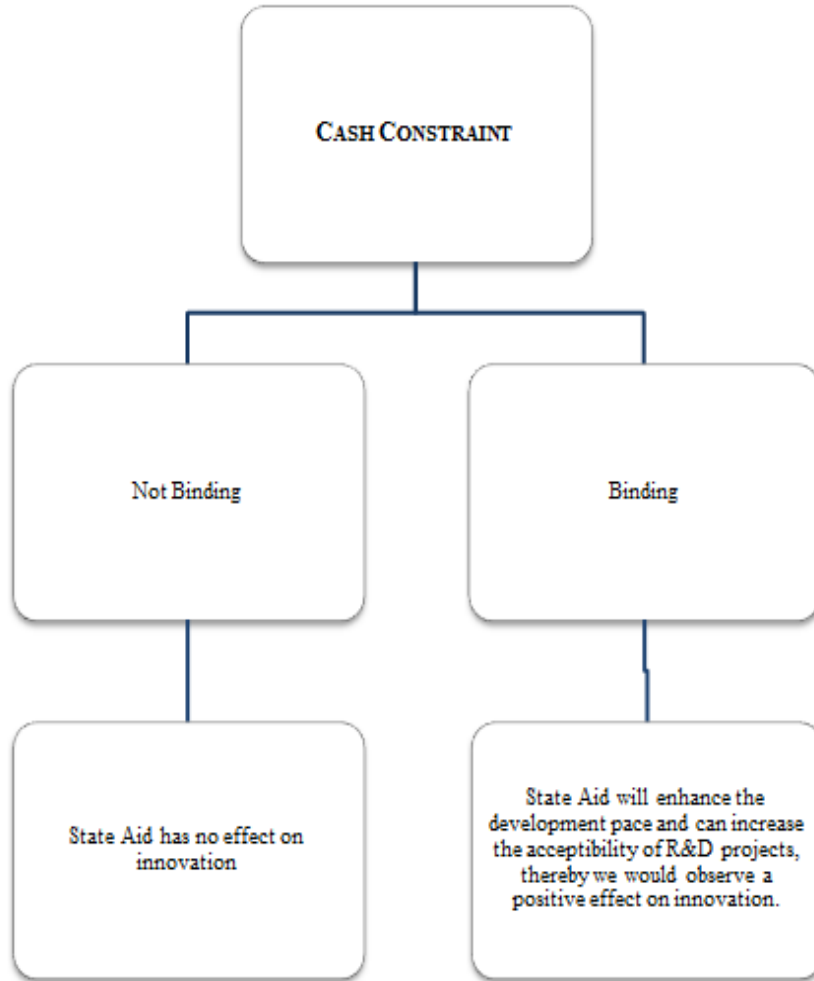 CASH CONSTRAINT
Not Binding
Binding
State Aid has no effect on
innovation
State Aid will enhance the
development pace and can increase
the acceptibility of R&D projects,
thereby we would observe a
positive effect on innovation.